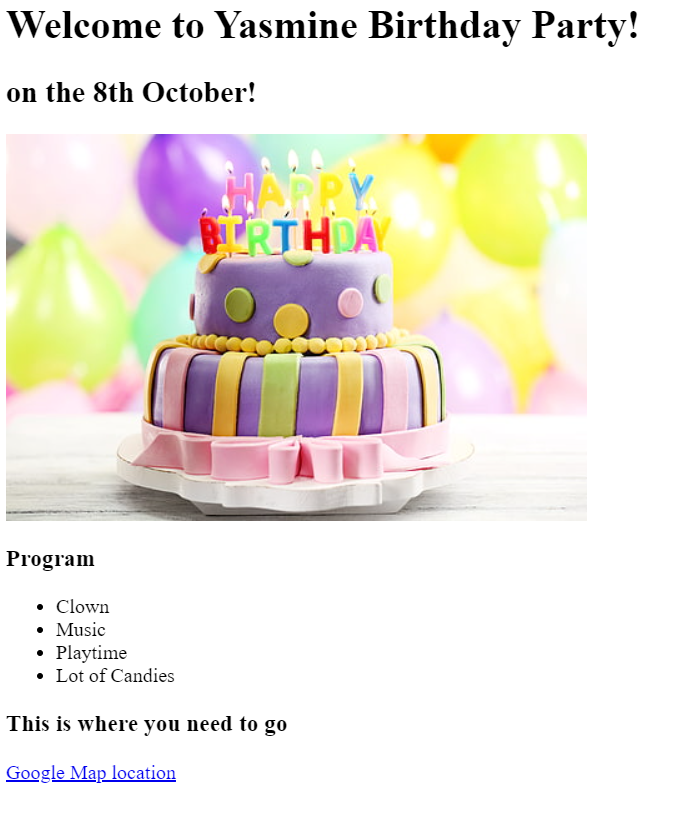 Welcome to Yasmine Birthday Party!
on the 8th October!
HAPPY
BIRTHDAY
Program
Clown
Music
Playtime
Lot of Candies
This is where you need to go
Google Map location